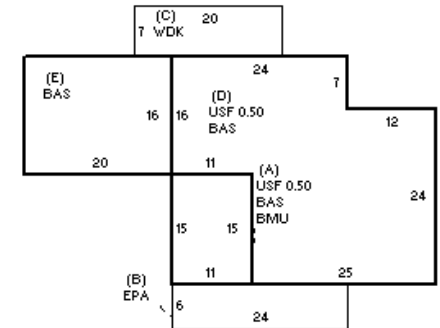 (C) 20
7 WDK
24
(E)
BAS
7
(D)
USF 0.50
BAS
16 16
12
20
11
(A)
USF 0.50
BAS
BMU
24
15 15
11
25
(B)
EPA
6
24